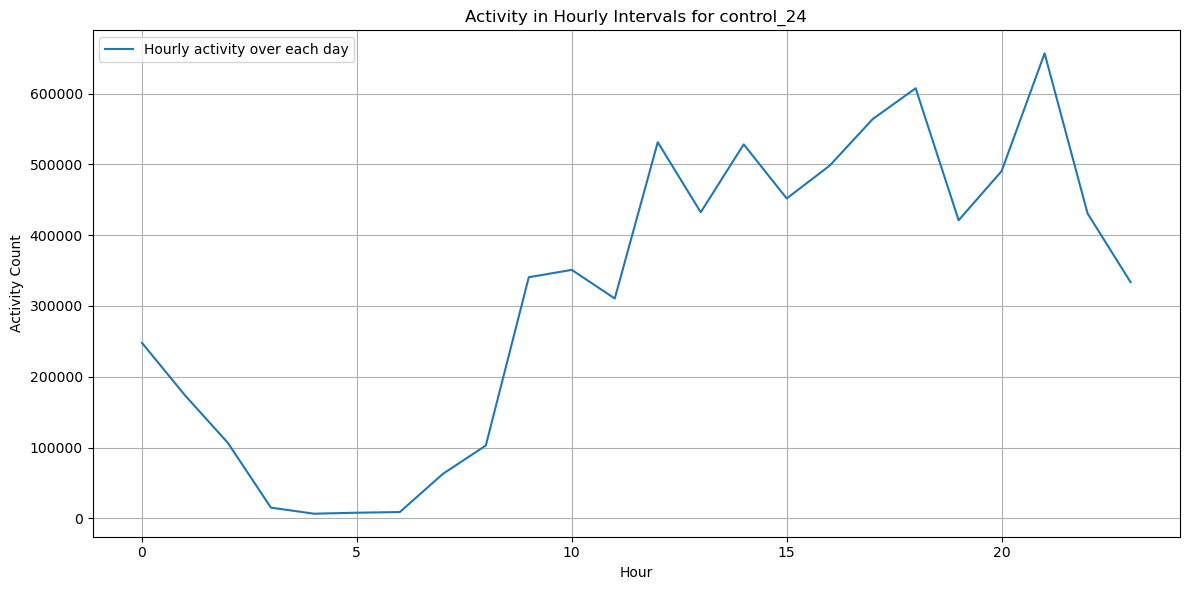 Activity in Hourly Intervals for control_24
Hourly activity over each day
Activity Count
600000
500000
400000
300000
200000
100000
0
0 5 10 15 20
Hour